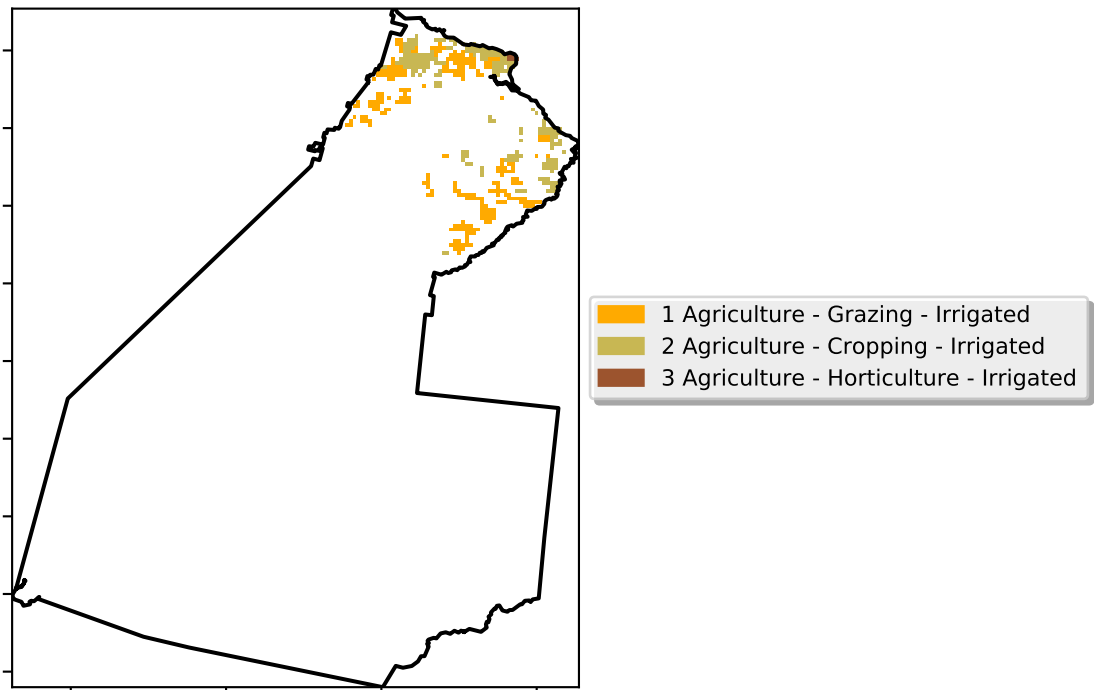 1 Agriculture - Grazing - Irrigated
2 Agriculture - Cropping - Irrigated
3 Agriculture - Horticulture - Irrigated